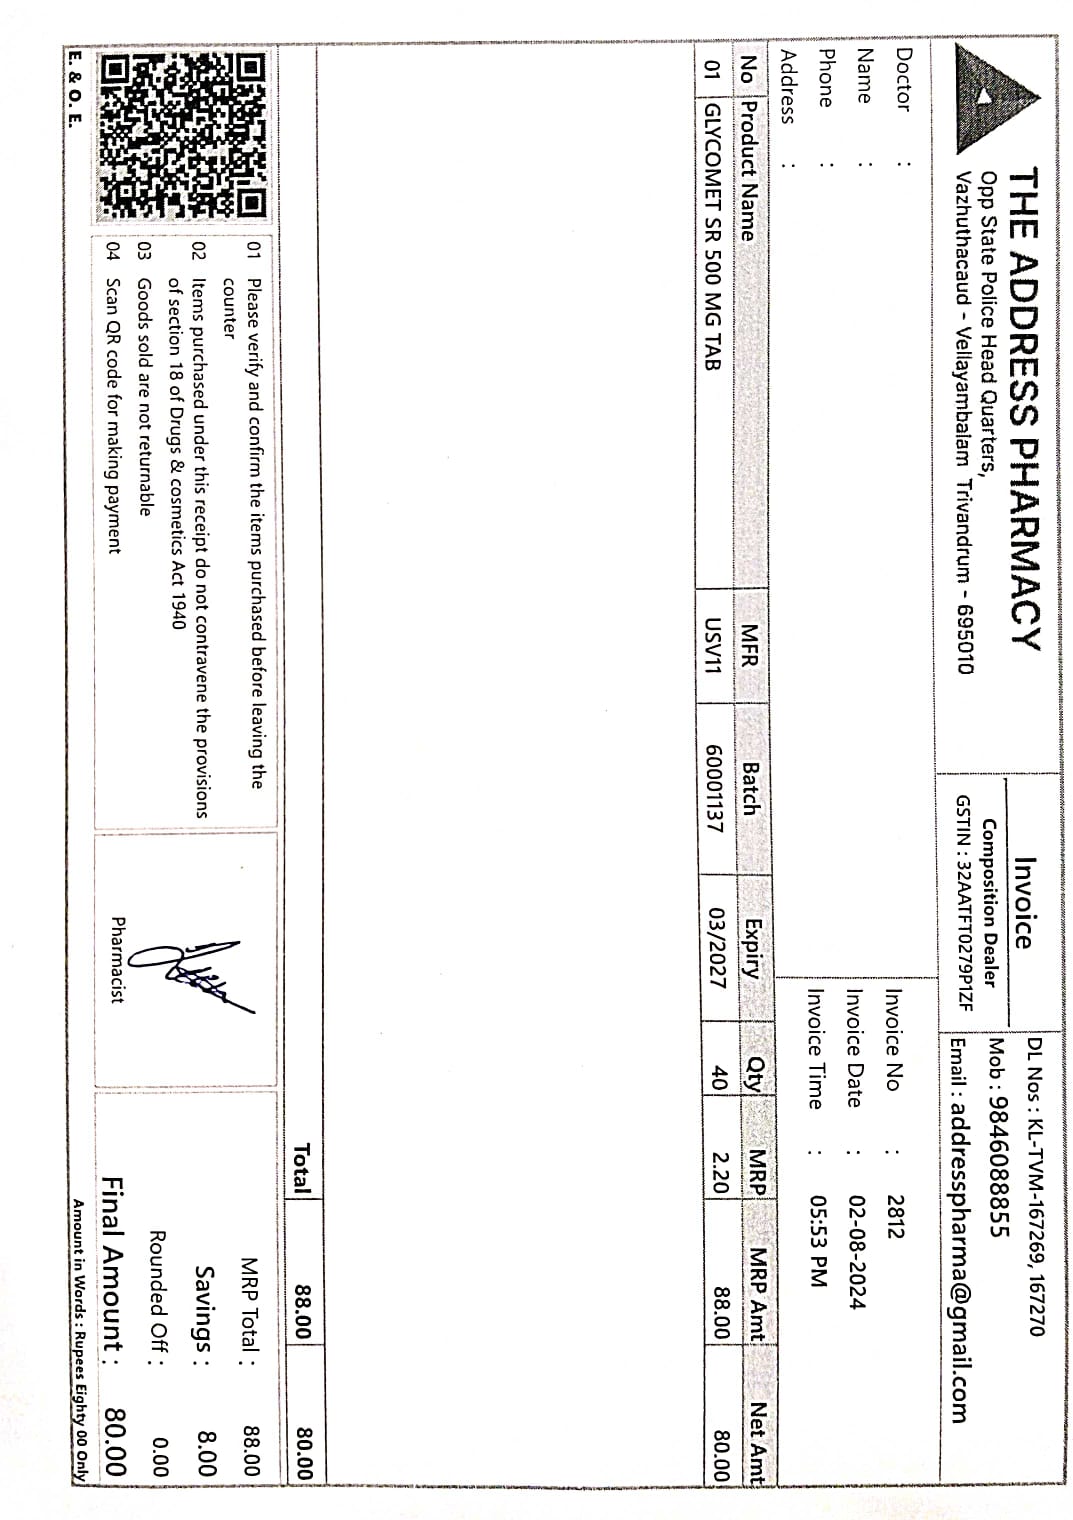 THE ADDRESS PHARMACY
Opp State Police Head Quarters,
Vazhuthacaud - Vellayambalam Trivandrum - 695010
Invoice
Composition Dealer
GSTIN : 32AATFT0279P1ZF
DL Nos : KL-TVM-167269, 167270
Mob : 9846088855
Email : addresspharma@gmail.com
Doctor :
Name :
Phone :
Address :
Invoice No : 2812
Invoice Date : 02-08-2024
Invoice Time : 05:53 PM
No Product Name MFR Batch Expiry Qty MRP MRP Amt Net Amt
01 GLYCOMET SR 500 MG TAB USV11 60001137 03/2027 40 2.20 88.00 80.00
Total 88.00 80.00
01 Please verify and confirm the items purchased before leaving the
counter
02 Items purchased under this receipt do not contravene the provisions
of section 18 of Drugs & cosmetics Act 1940
03 Goods sold are not returnable
04 Scan QR code for making payment
Pharmacist
MRP Total : 88.00
Savings : 8.00
Rounded Off : 0.00
Final Amount : 80.00
E. & O. E.
Amount in Words : Rupees Eighty 00 Only